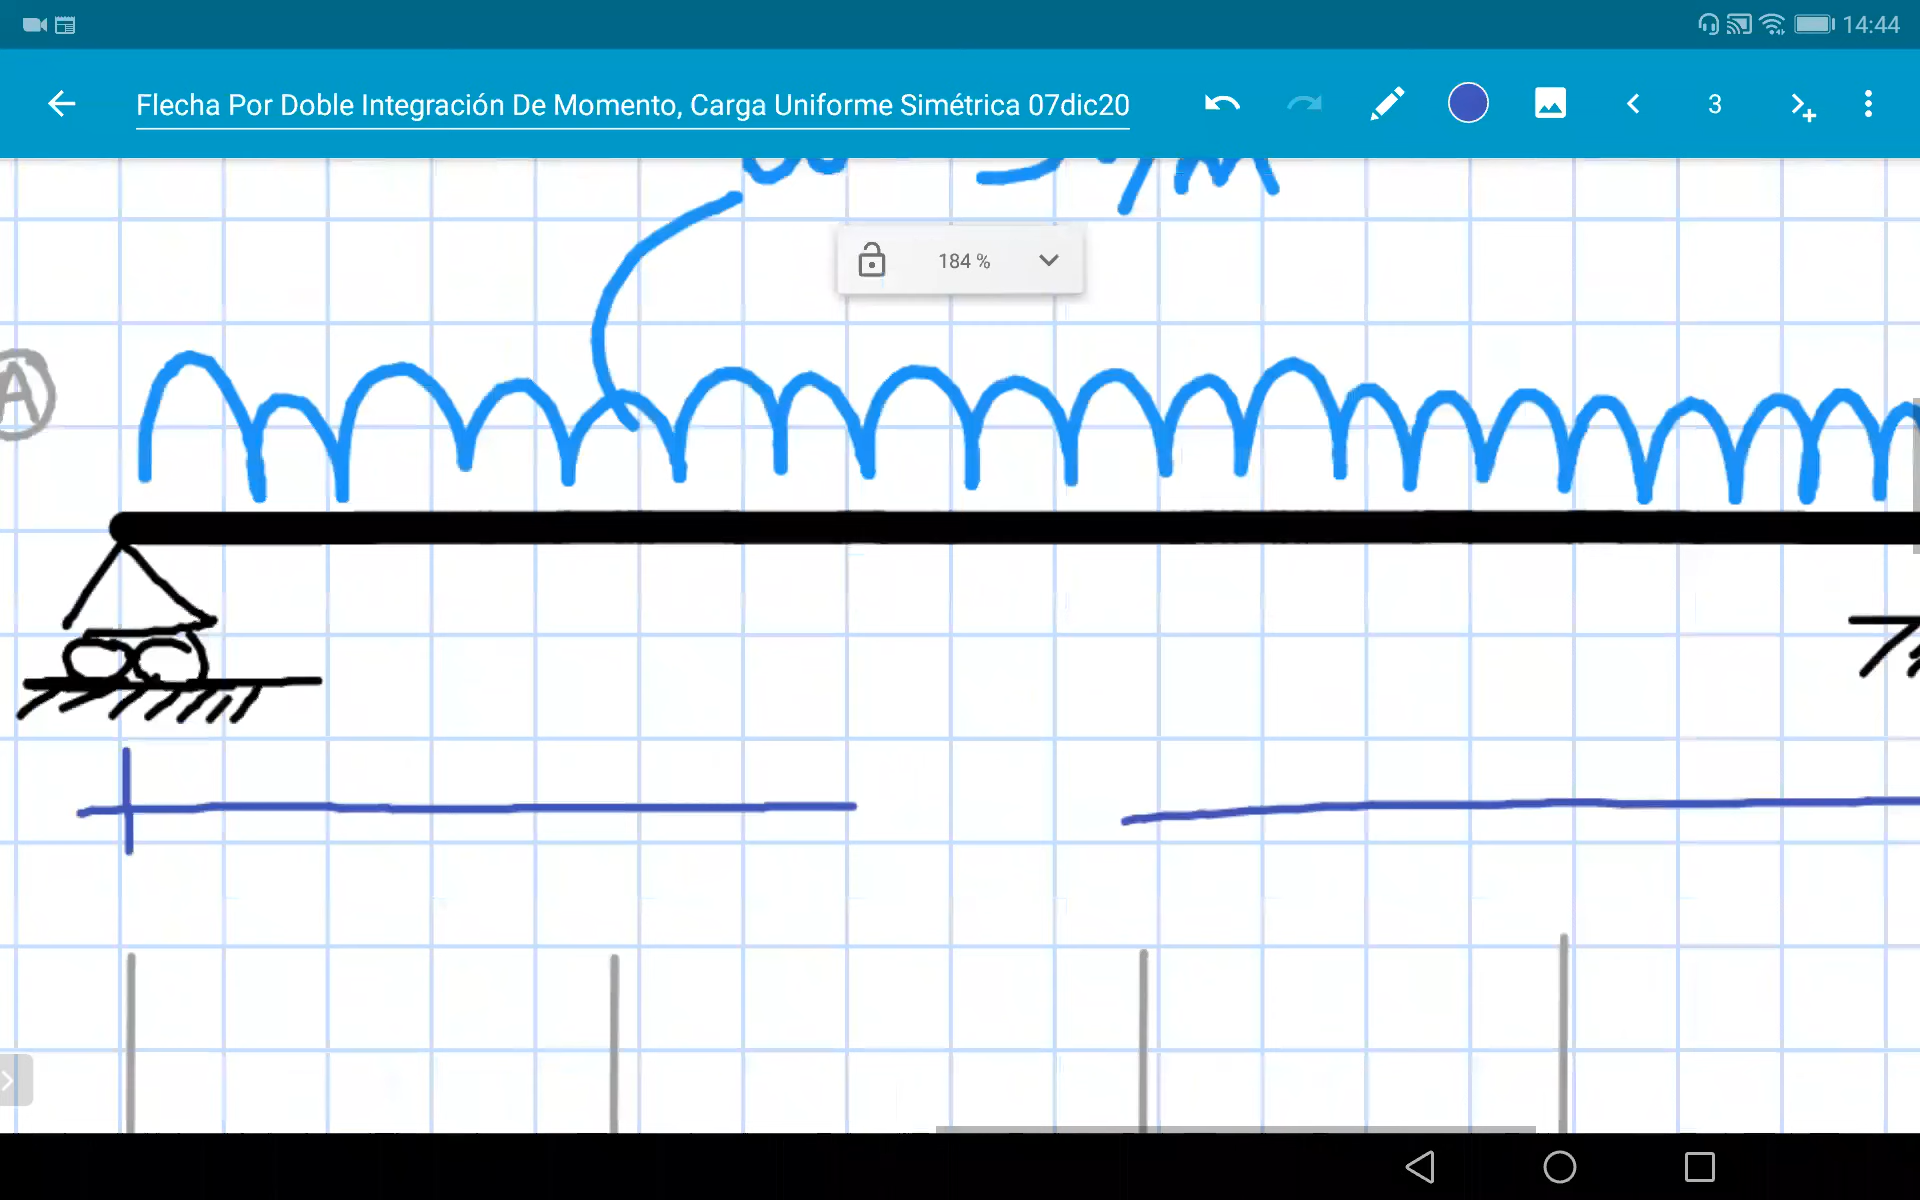 14:44
Flecha Por Doble Integración De Momento, Carga Uniforme Simétrica 07dic20
3
184 %
A